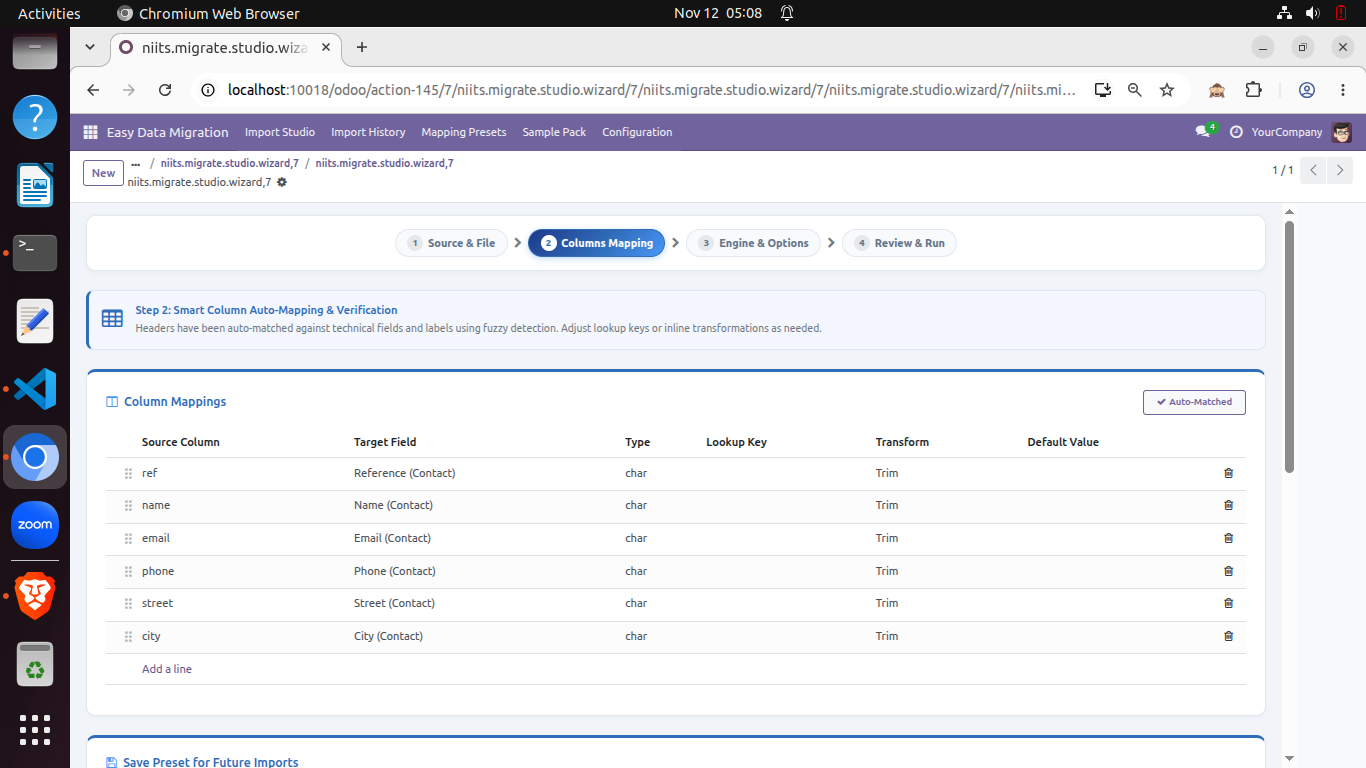 Activities
Chromium Web Browser
Nov 12 05:08
niits.migrate.studio.wiza
localhost:10018/odoo/action-145/7/niits.migrate.studio.wizard/7/niits.migrate.studio.wizard/7/niits.migrate.studio.wizard/7/niits.mi...
Easy Data Migration
Import Studio
Import History
Mapping Presets
Sample Pack
Configuration
4
YourCompany
New
... / niits.migrate.studio.wizard,7 / niits.migrate.studio.wizard,7
niits.migrate.studio.wizard,7
1 / 1
1 Source & File
2 Columns Mapping
3 Engine & Options
4 Review & Run
Step 2: Smart Column Auto-Mapping & Verification
Headers have been auto-matched against technical fields and labels using fuzzy detection. Adjust lookup keys or inline transformations as needed.
Column Mappings
Auto-Matched
Source Column Target Field Type Lookup Key Transform Default Value
ref Reference (Contact) char Trim
name Name (Contact) char Trim
email Email (Contact) char Trim
phone Phone (Contact) char Trim
street Street (Contact) char Trim
city City (Contact) char Trim
Add a line
Save Preset for Future Imports
zoom